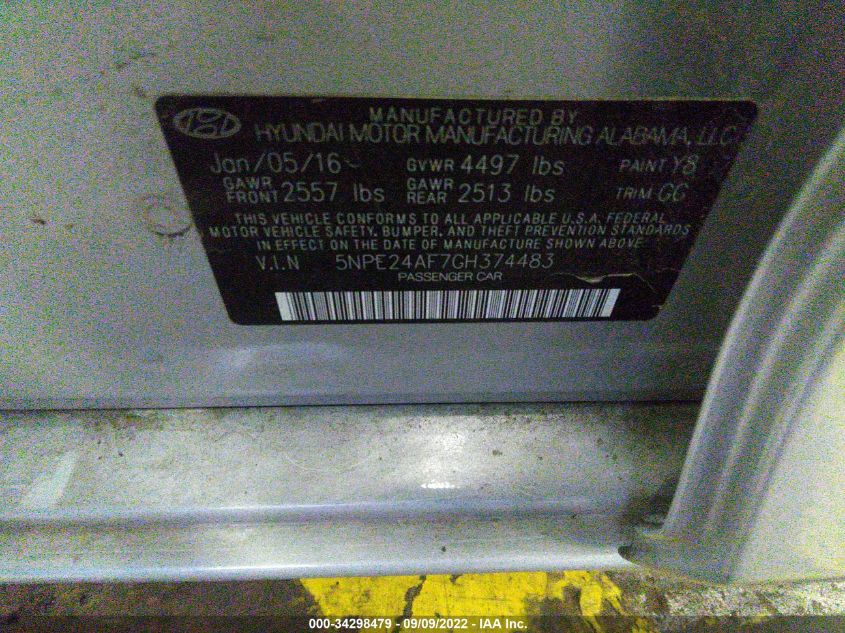 MANUFACTURED BY
HYUNDAI MOTOR MANUFACTURING ALABAMA, LLC
Jan/05/16 GVWR 4497 lbs PAINT Y8
GAWR FRONT 2557 lbs GAWR REAR 2513 lbs TRIM GG
THIS VEHICLE CONFORMS TO ALL APPLICABLE U.S.A. FEDERAL
MOTOR VEHICLE SAFETY, BUMPER, AND THEFT PREVENTION STANDARDS
IN EFFECT ON THE DATE OF MANUFACTURE SHOWN ABOVE
V.I.N 5NPE24AF7GH374483
PASSENGER CAR
000-34298479 - 09/09/2022 - IAA Inc.